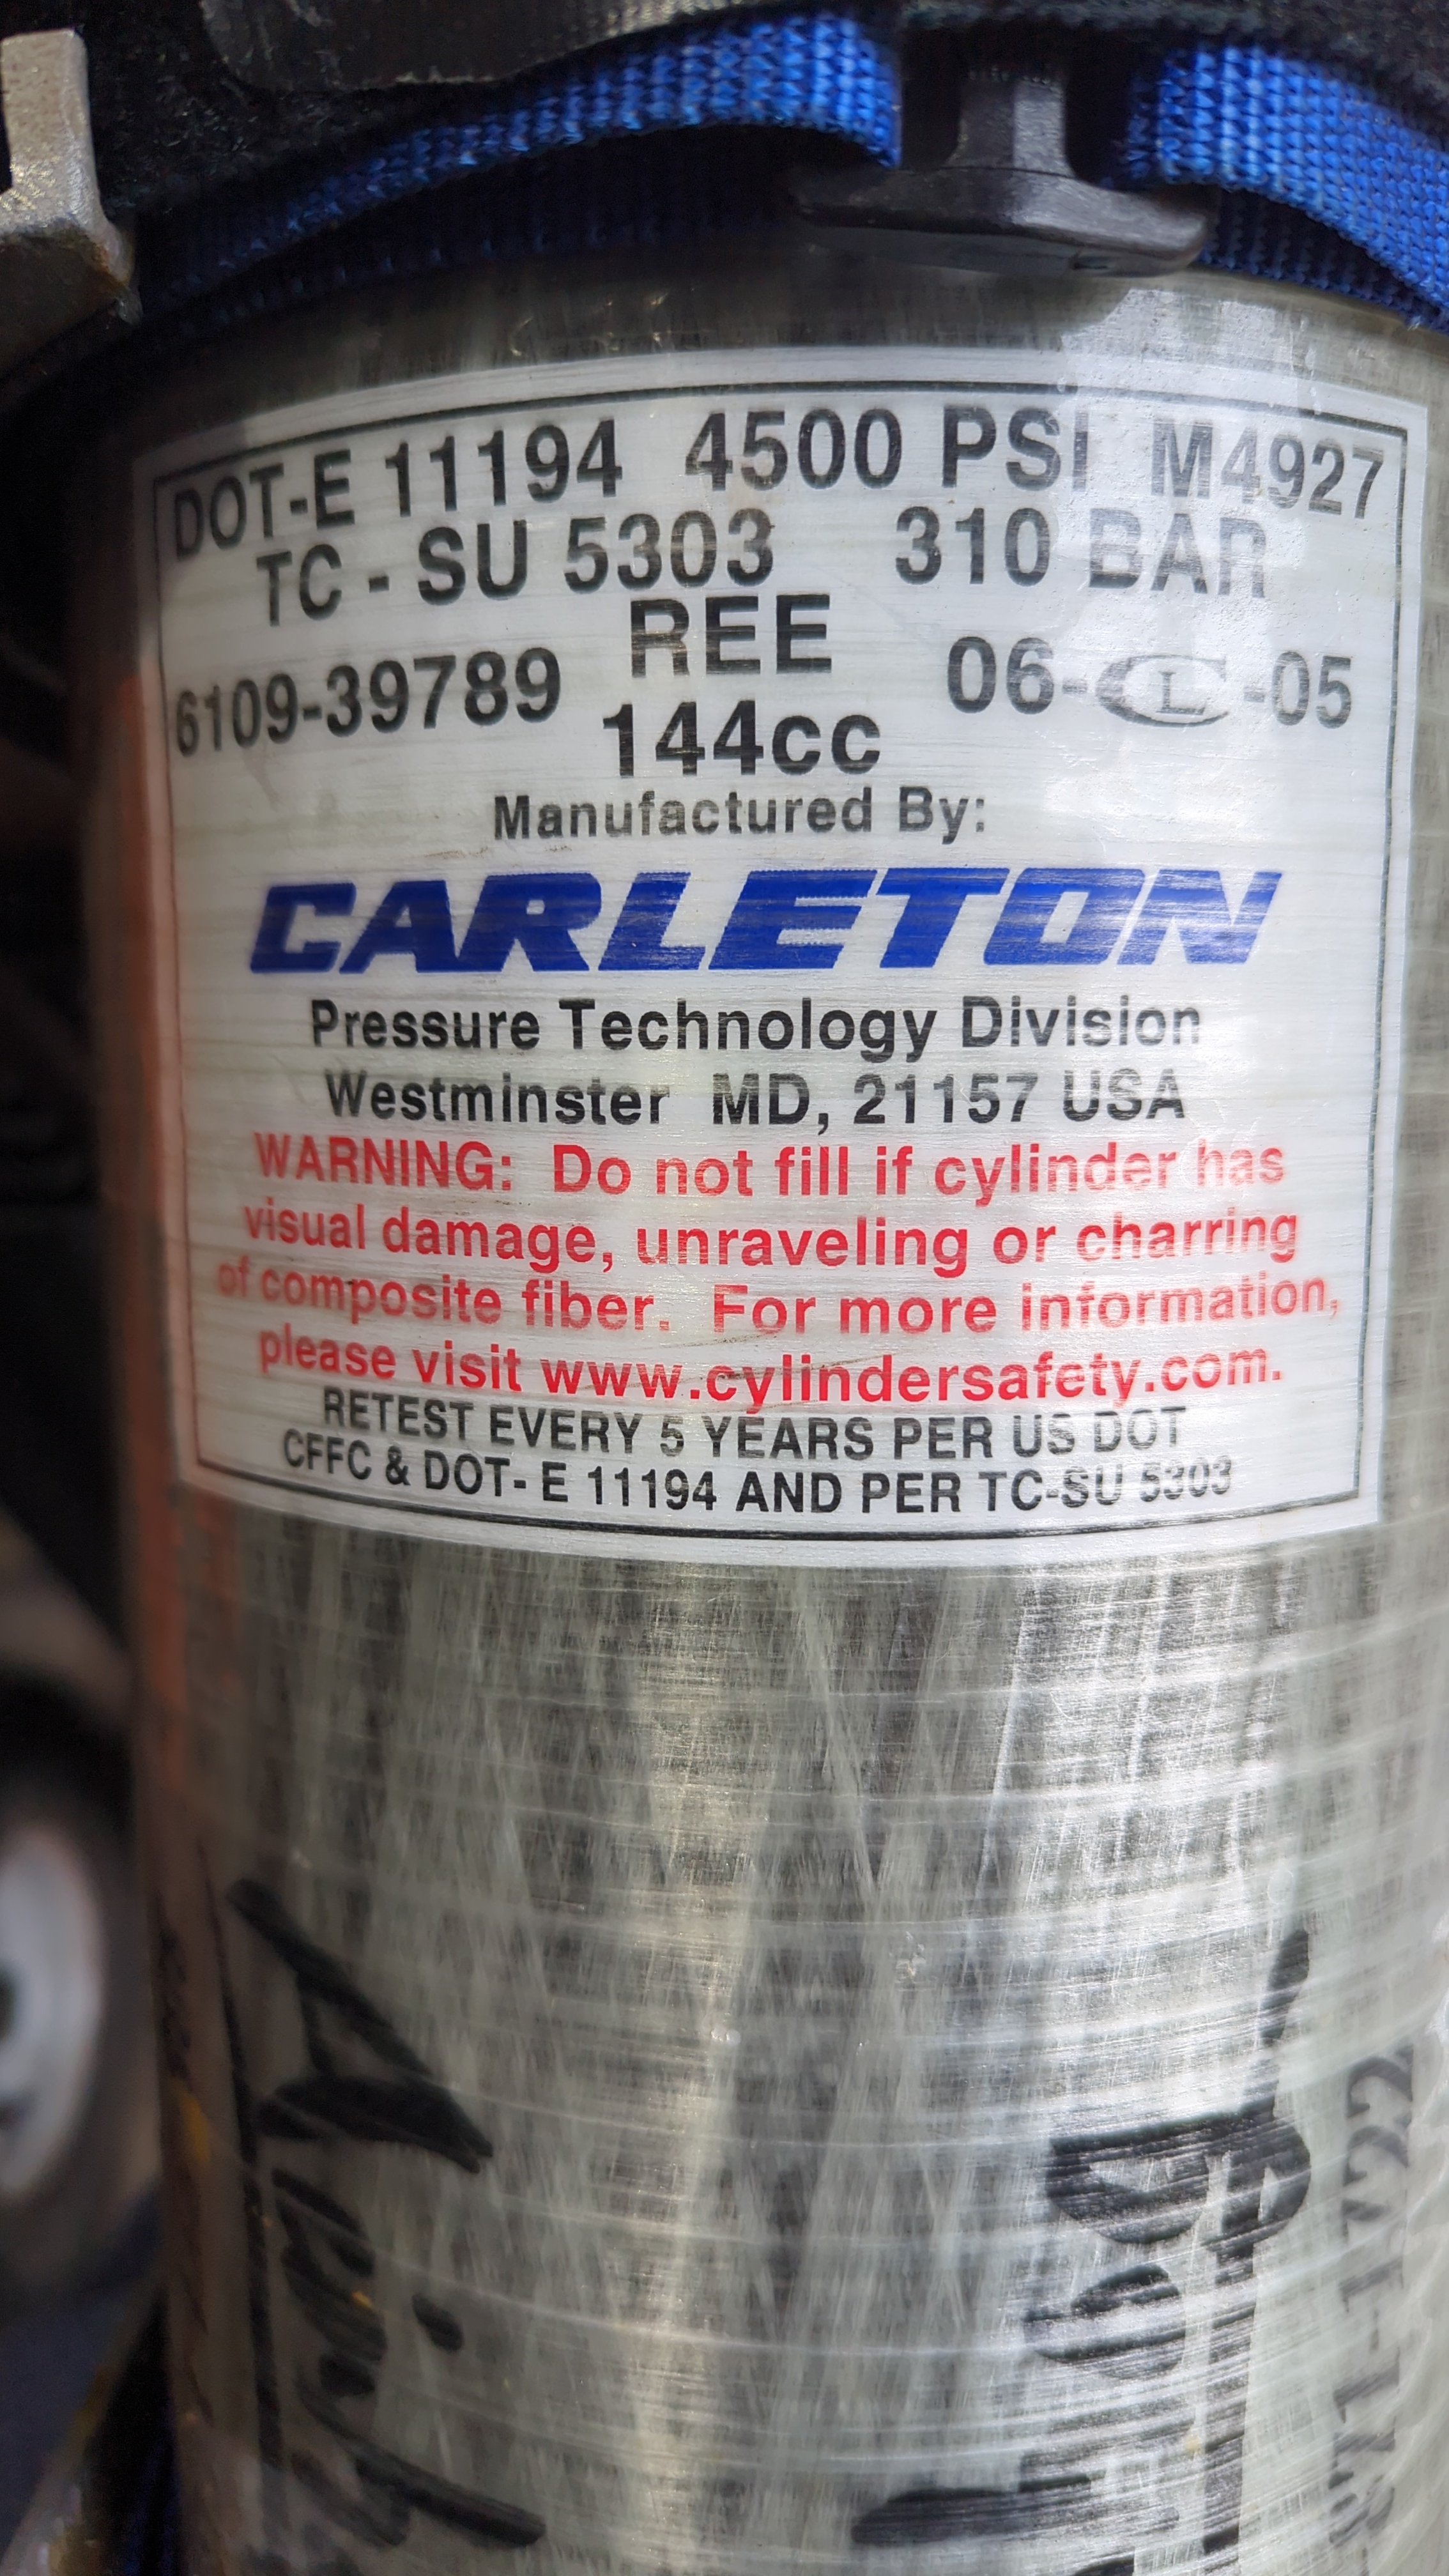 DOT-E 11194 4500 PSI M4927
TC - SU 5303 310 BAR
REE
6109-39789 06-CL-05
144cc
Manufactured By:
CARLETON
Pressure Technology Division
Westminster MD, 21157 USA
WARNING: Do not fill if cylinder has
visual damage, unraveling or charring
of composite fiber. For more information,
please visit www.cylindersafety.com.
RETEST EVERY 5 YEARS PER US DOT
CFFC & DOT- E 11194 AND PER TC-SU 5303